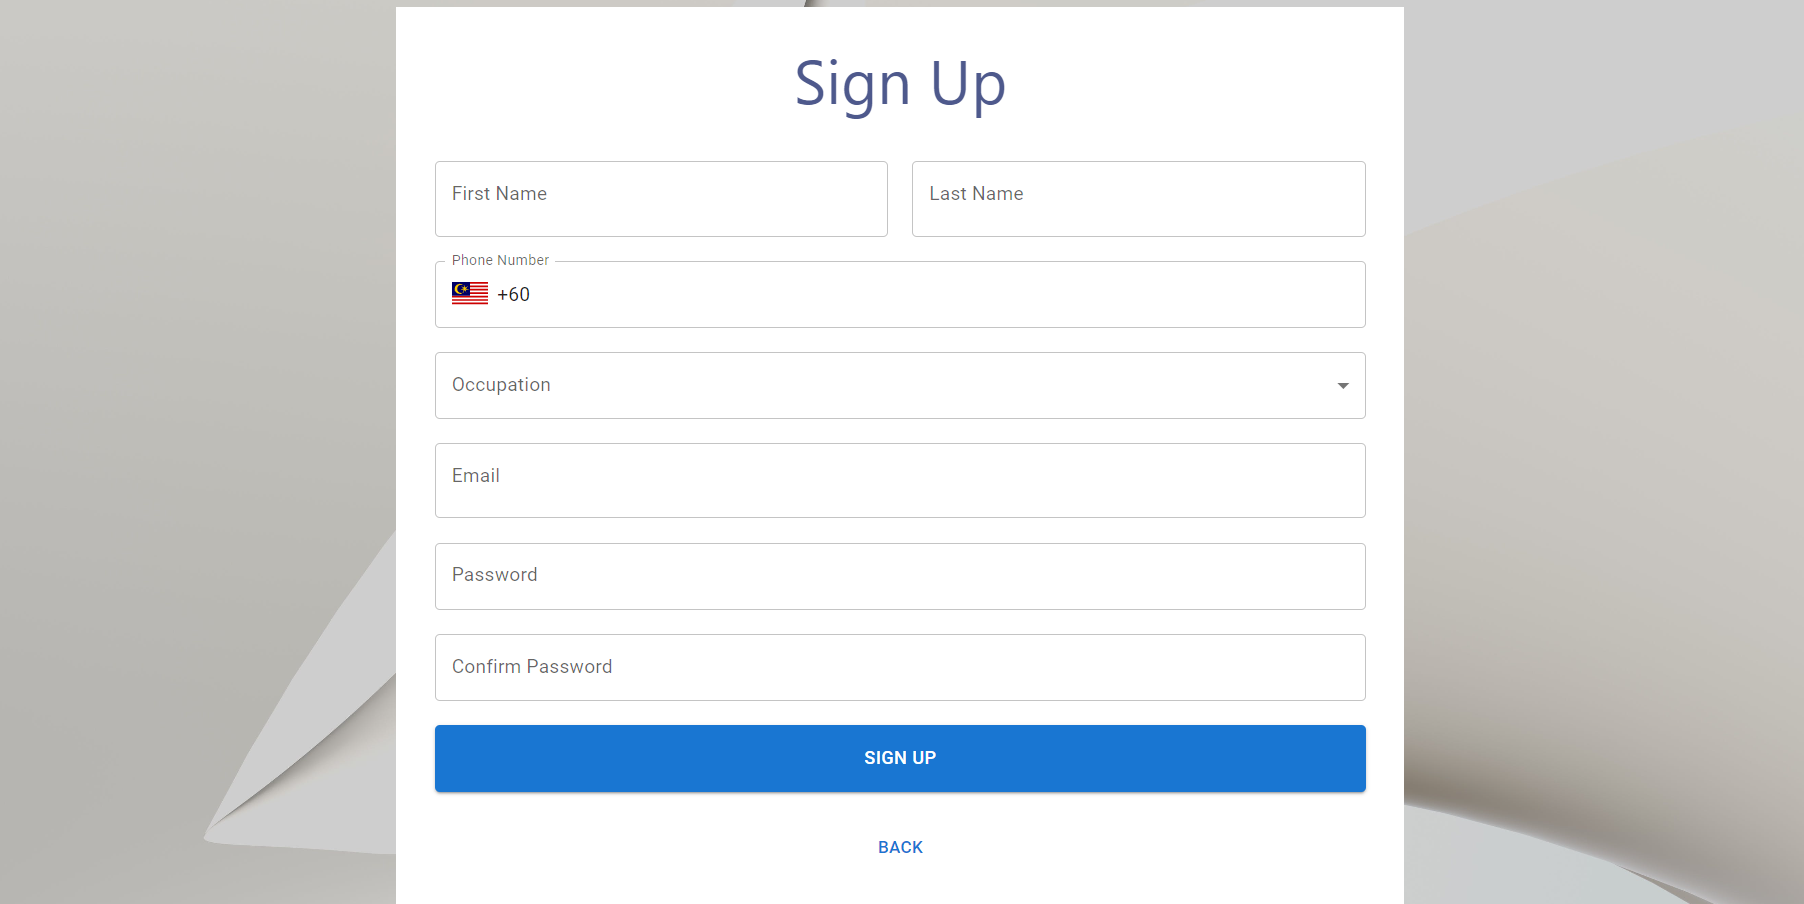 Sign Up
First Name
Last Name
Phone Number
+60
Occupation
Email
Password
Confirm Password
SIGN UP
BACK